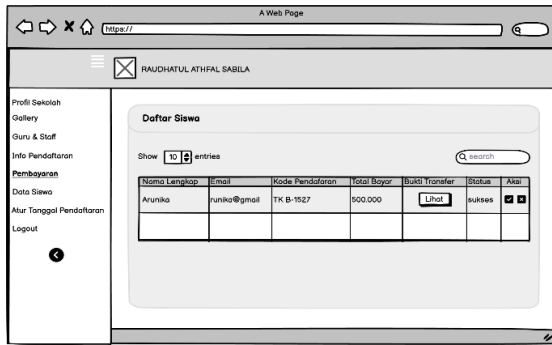 A Web Page
https://
RAUDHATUL ATHFAL SABILA
Profil Sekolah
Gallery
Guru & Staff
Info Pendaftaran
Pembayaran
Data Siswa
Atur Tanggal Pendaftaran
Logout
Daftar Siswa
Show 10 entries
search
Nama Lengkap Email Kode Pendafaran Total Bayar Bukti Transfer Status Aksi
Arunika runika@gmail TK B-1527 500.000 Lihat sukses